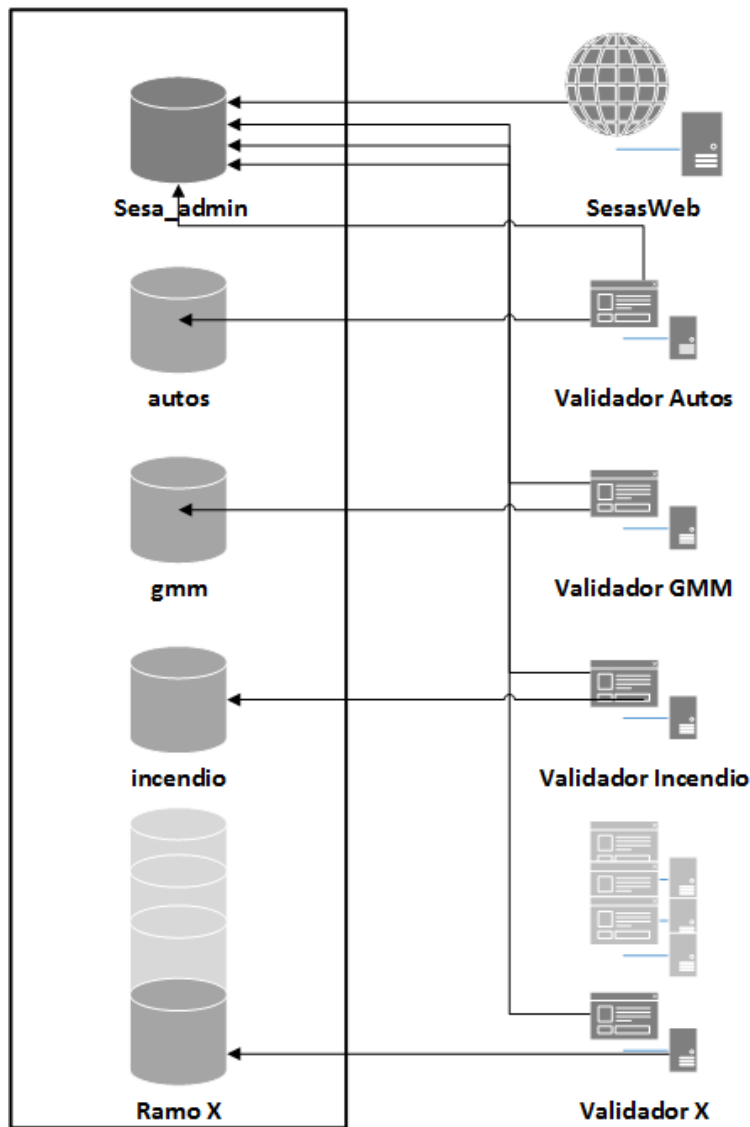 Sesa_admin
SesasWeb
autos
Validador Autos
gmm
Validador GMM
incendio
Validador Incendio
Ramo X
Validador X